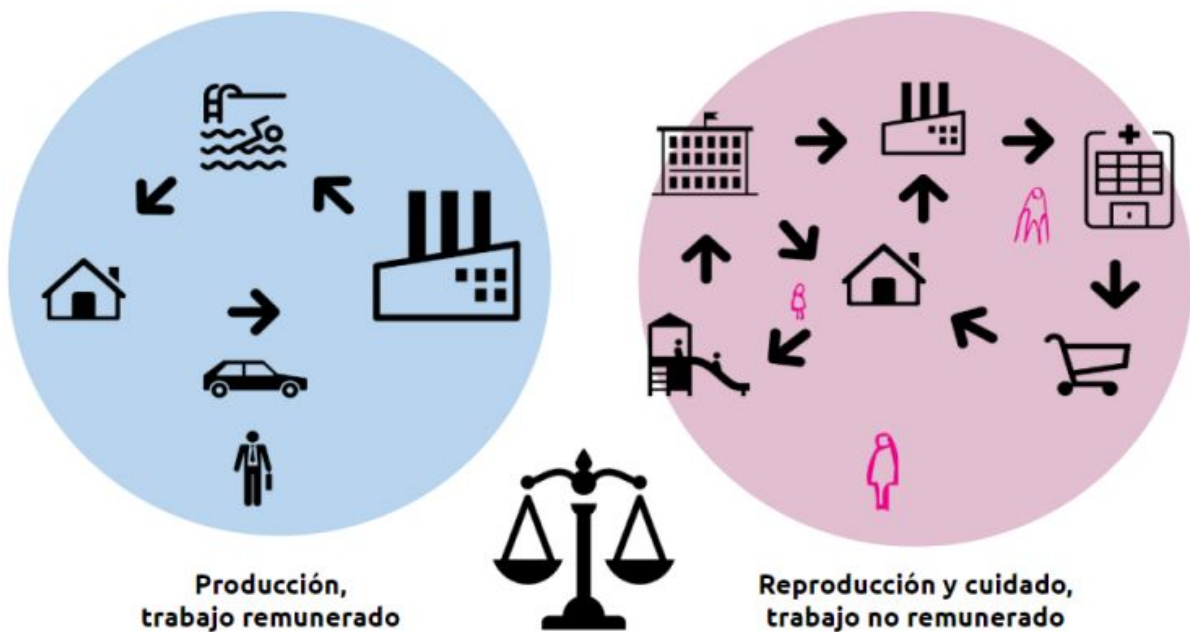 Producción,
trabajo remunerado
Reproducción y cuidado,
trabajo no remunerado